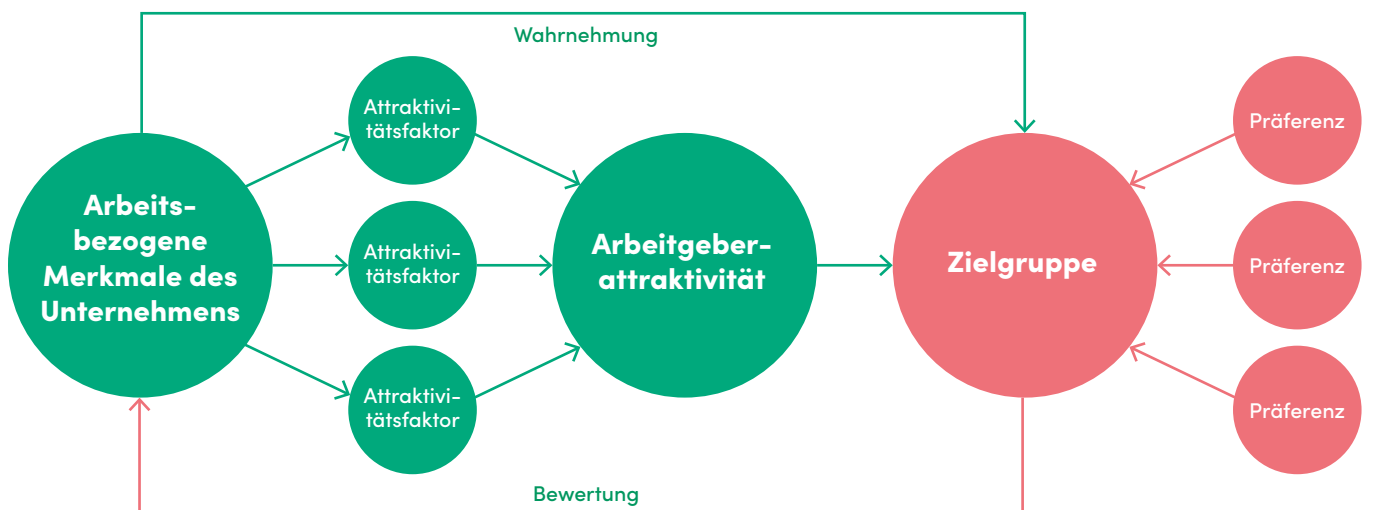 Wahrnehmung
Arbeits-
bezogene
Merkmale des
Unternehmens
Attraktivi-
tätsfaktor
Attraktivi-
tätsfaktor
Attraktivi-
tätsfaktor
Arbeitgeber-
attraktivität
Zielgruppe
Präferenz
Präferenz
Präferenz
Bewertung